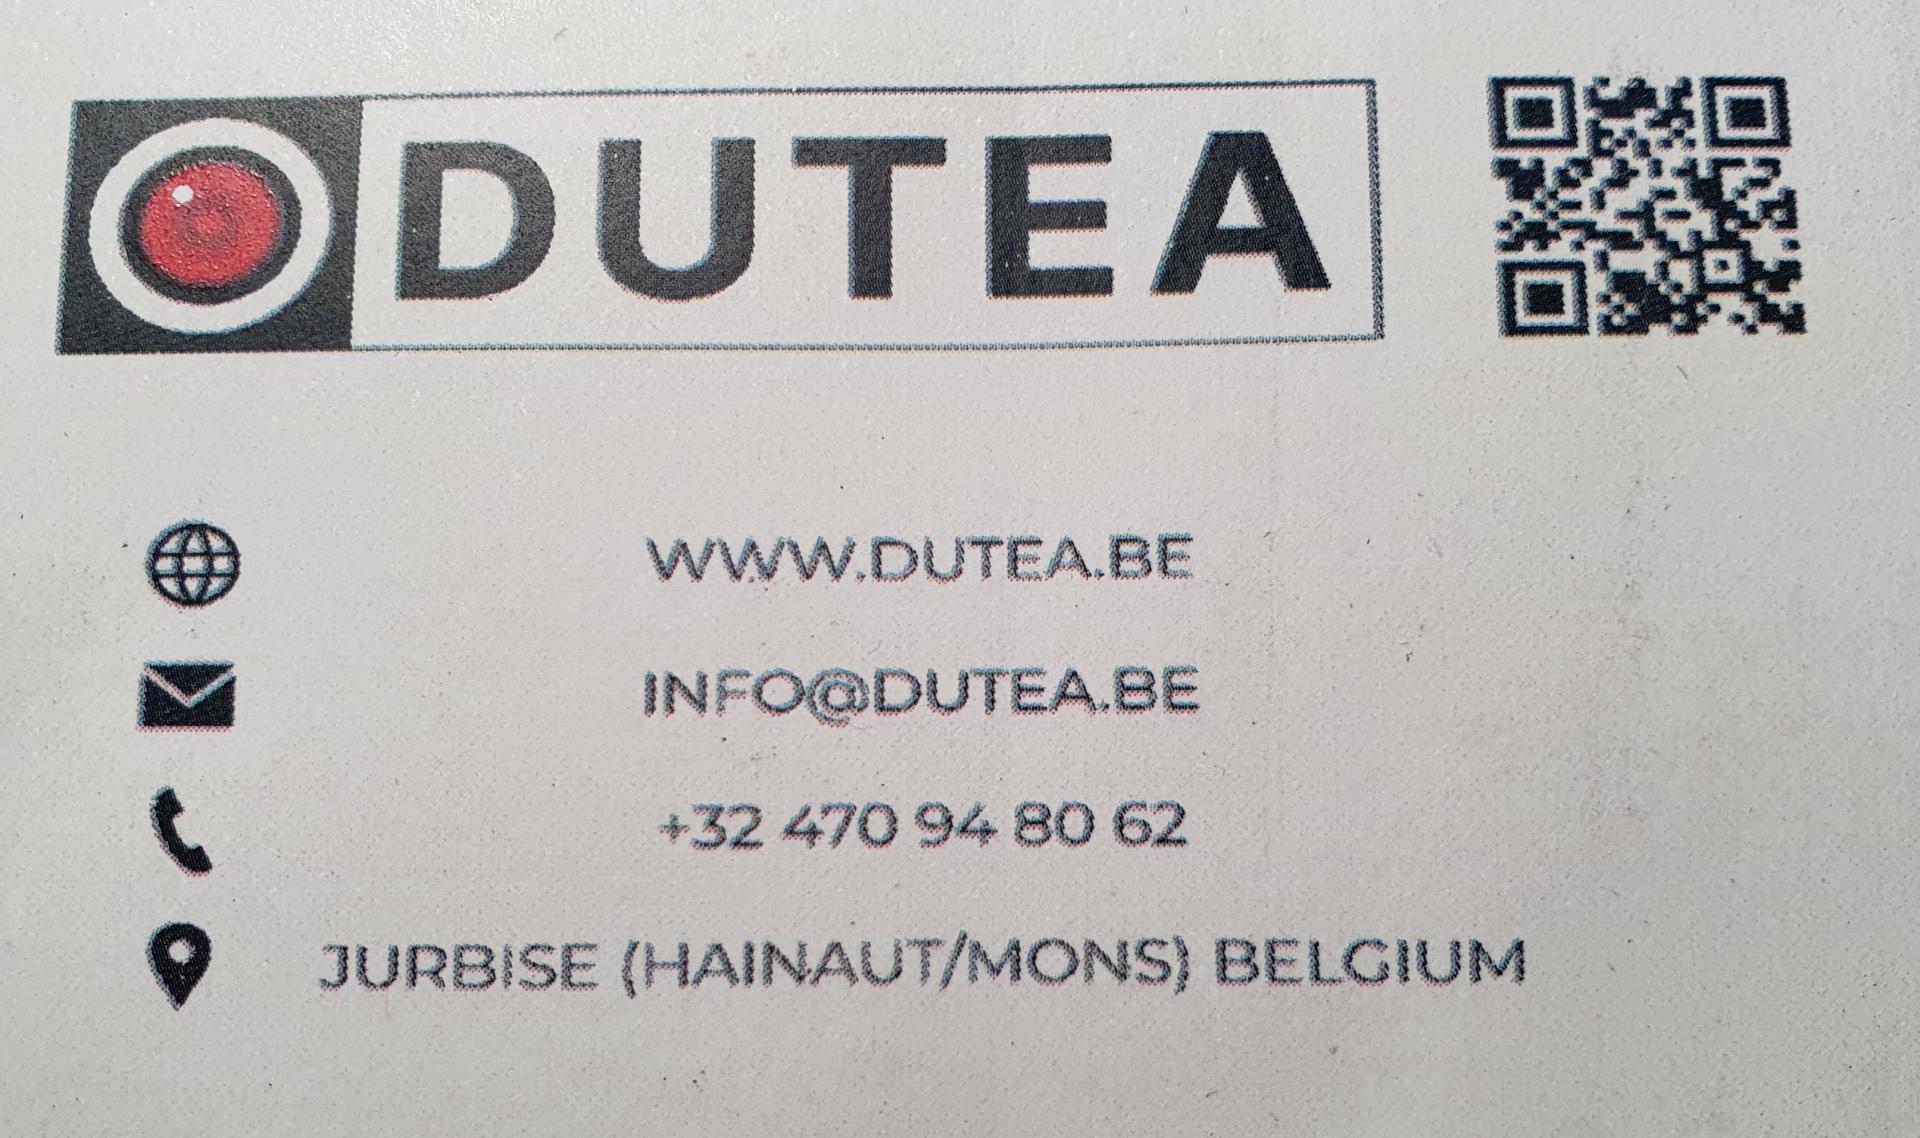 DUTEA
WWW.DUTEA.BE
INFO@DUTEA.BE
+32 470 94 80 62
JURBISE (HAINAUT/MONS) BELGIUM